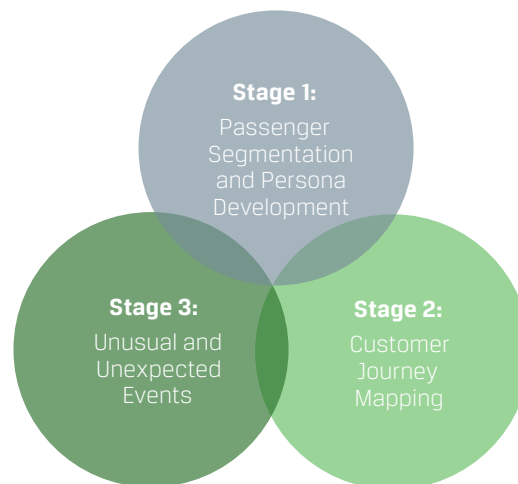 Stage 1:
Passenger
Segmentation
and Persona
Development
Stage 3:
Unusual and
Unexpected
Events
Stage 2:
Customer
Journey
Mapping